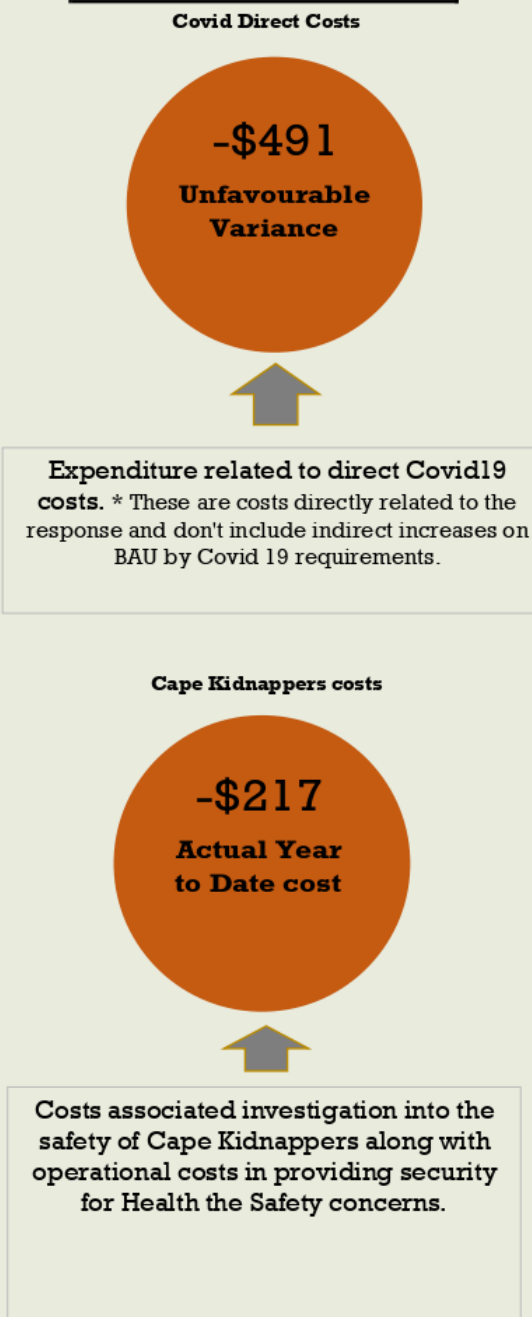 Covid Direct Costs
-$491
Unfavourable
Variance
Expenditure related to direct Covid19
costs. * These are costs directly related to the
response and don't include indirect increases on
BAU by Covid 19 requirements.
Cape Kidnappers costs
-$217
Actual Year
to Date cost
Costs associated investigation into the
safety of Cape Kidnappers along with
operational costs in providing security
for Health the Safety concerns.